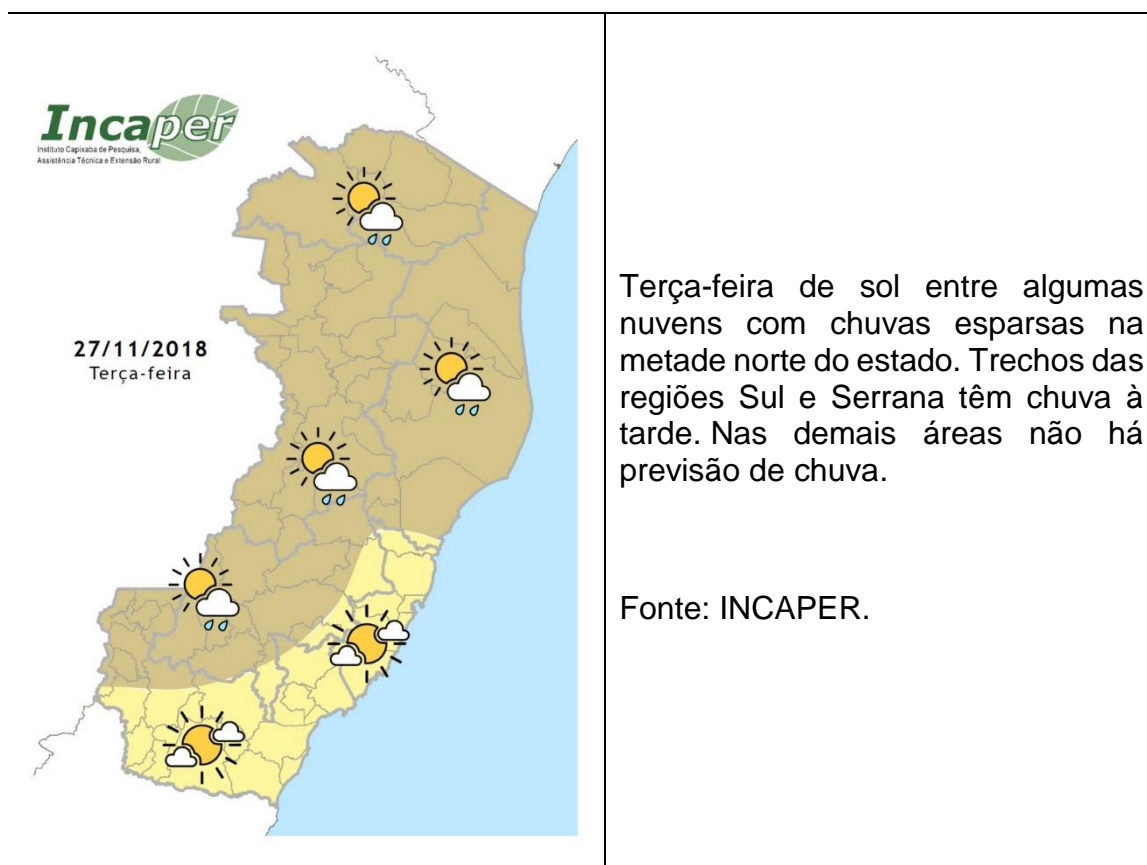 Incaper
Instituto Capixaba de Pesquisa,
Assistência Técnica e Extensão Rural
27/11/2018
Terça-feira
Terça-feira de sol entre algumas
nuvens com chuvas esparsas na
metade norte do estado. Trechos das
regiões Sul e Serrana têm chuva à
tarde. Nas demais áreas não há
previsão de chuva.
Fonte: INCAPER.